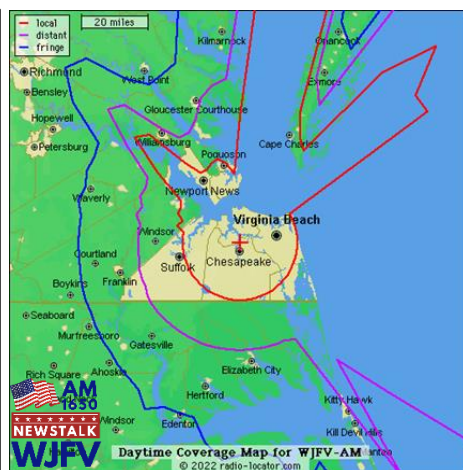 local
distant
fringe
20 miles
Kilmarnock
Onancock
Richmond
West Point
Exmore
Bensley
Gloucester Courthouse
Hopewell
Williamsburg
Cape Charles
Petersburg
Poquoson
Newport News
Waverly
Virginia Beach
Windsor
Courtland
Chesapeake
Suffolk
Franklin
Boykins
Seaboard
Murfreesboro
Gatesville
Ahoskie
Elizabeth City
Rich Square
Hertford
Kitty Hawk
AM
1650
Edenton
Kill Devil Hills
NEWSTALK
Windsor
WJFV
Daytime Coverage Map for WJFV-AM
© 2022 radio-locator.com